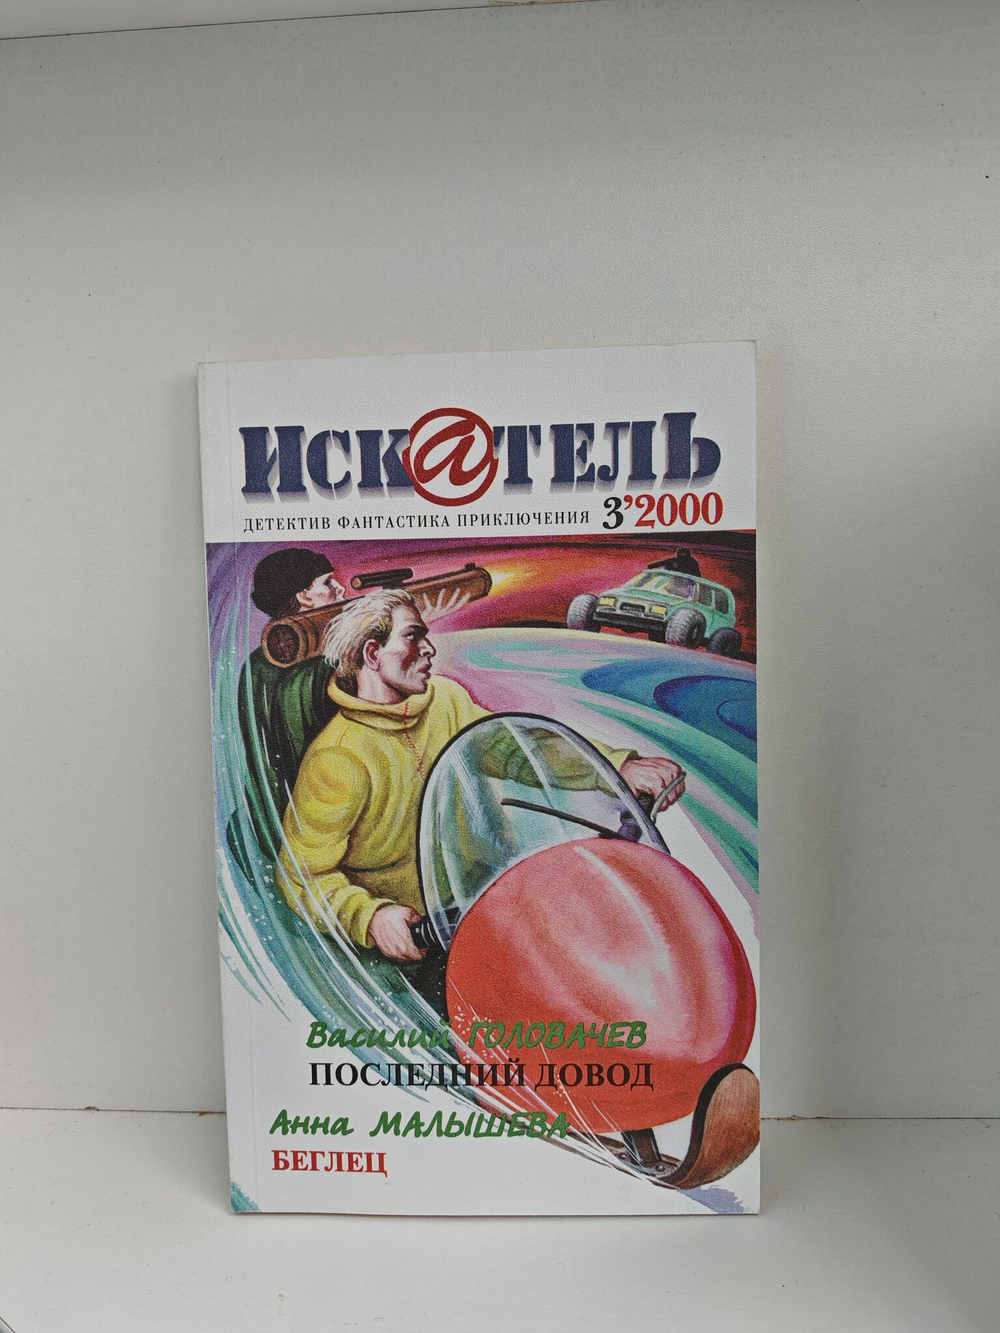 ИСК@ТЕЛЬ
ДЕТЕКТИВ ФАНТАСТИКА ПРИКЛЮЧЕНИЯ 3'2000
Василий ГОЛОВАЧЕВ
ПОСЛЕДНИЙ ДОВОД
Анна МАЛЫШЕВА
БЕГЛЕЦ